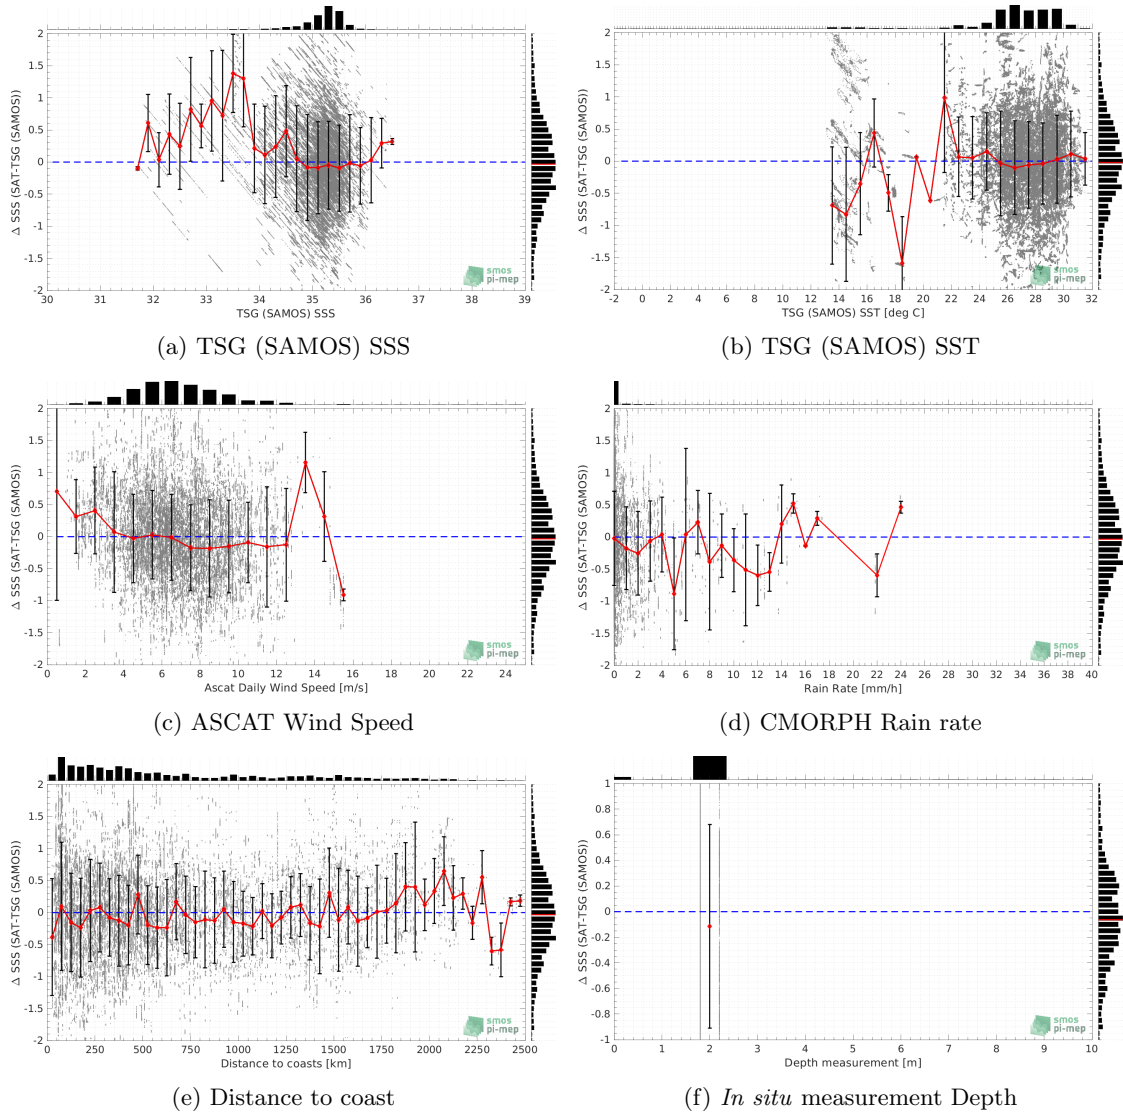 2
1.5
1
0.5
0
-0.5
-1
-1.5
-2
Δ SSS (SAT-TSG (SAMOS))
30 31 32 33 34 35 36 37 38 39
TSG (SAMOS) SSS
smos
pi-mep
(a) TSG (SAMOS) SSS
2
1.5
1
0.5
0
-0.5
-1
-1.5
-2
Δ SSS (SAT-TSG (SAMOS))
-2 0 2 4 6 8 10 12 14 16 18 20 22 24 26 28 30 32
TSG (SAMOS) SST [deg C]
smos
pi-mep
(b) TSG (SAMOS) SST
2
1.5
1
0.5
0
-0.5
-1
-1.5
-2
Δ SSS (SAT-TSG (SAMOS))
0 2 4 6 8 10 12 14 16 18 20 22 24
Ascat Daily Wind Speed [m/s]
smos
pi-mep
(c) ASCAT Wind Speed
2
1.5
1
0.5
0
-0.5
-1
-1.5
-2
Δ SSS (SAT-TSG (SAMOS))
0 2 4 6 8 10 12 14 16 18 20 22 24 26 28 30 32 34 36 38 40
Rain Rate [mm/h]
smos
pi-mep
(d) CMORPH Rain rate
2
1.5
1
0.5
0
-0.5
-1
-1.5
-2
Δ SSS (SAT-TSG (SAMOS))
0 250 500 750 1000 1250 1500 1750 2000 2250 2500
Distance to coasts [km]
smos
pi-mep
(e) Distance to coast
1
0.8
0.6
0.4
0.2
0
-0.2
-0.4
-0.6
-0.8
-1
Δ SSS (SAT-TSG (SAMOS))
0 1 2 3 4 5 6 7 8 9 10
Depth measurement [m]
smos
pi-mep
(f) In situ measurement Depth